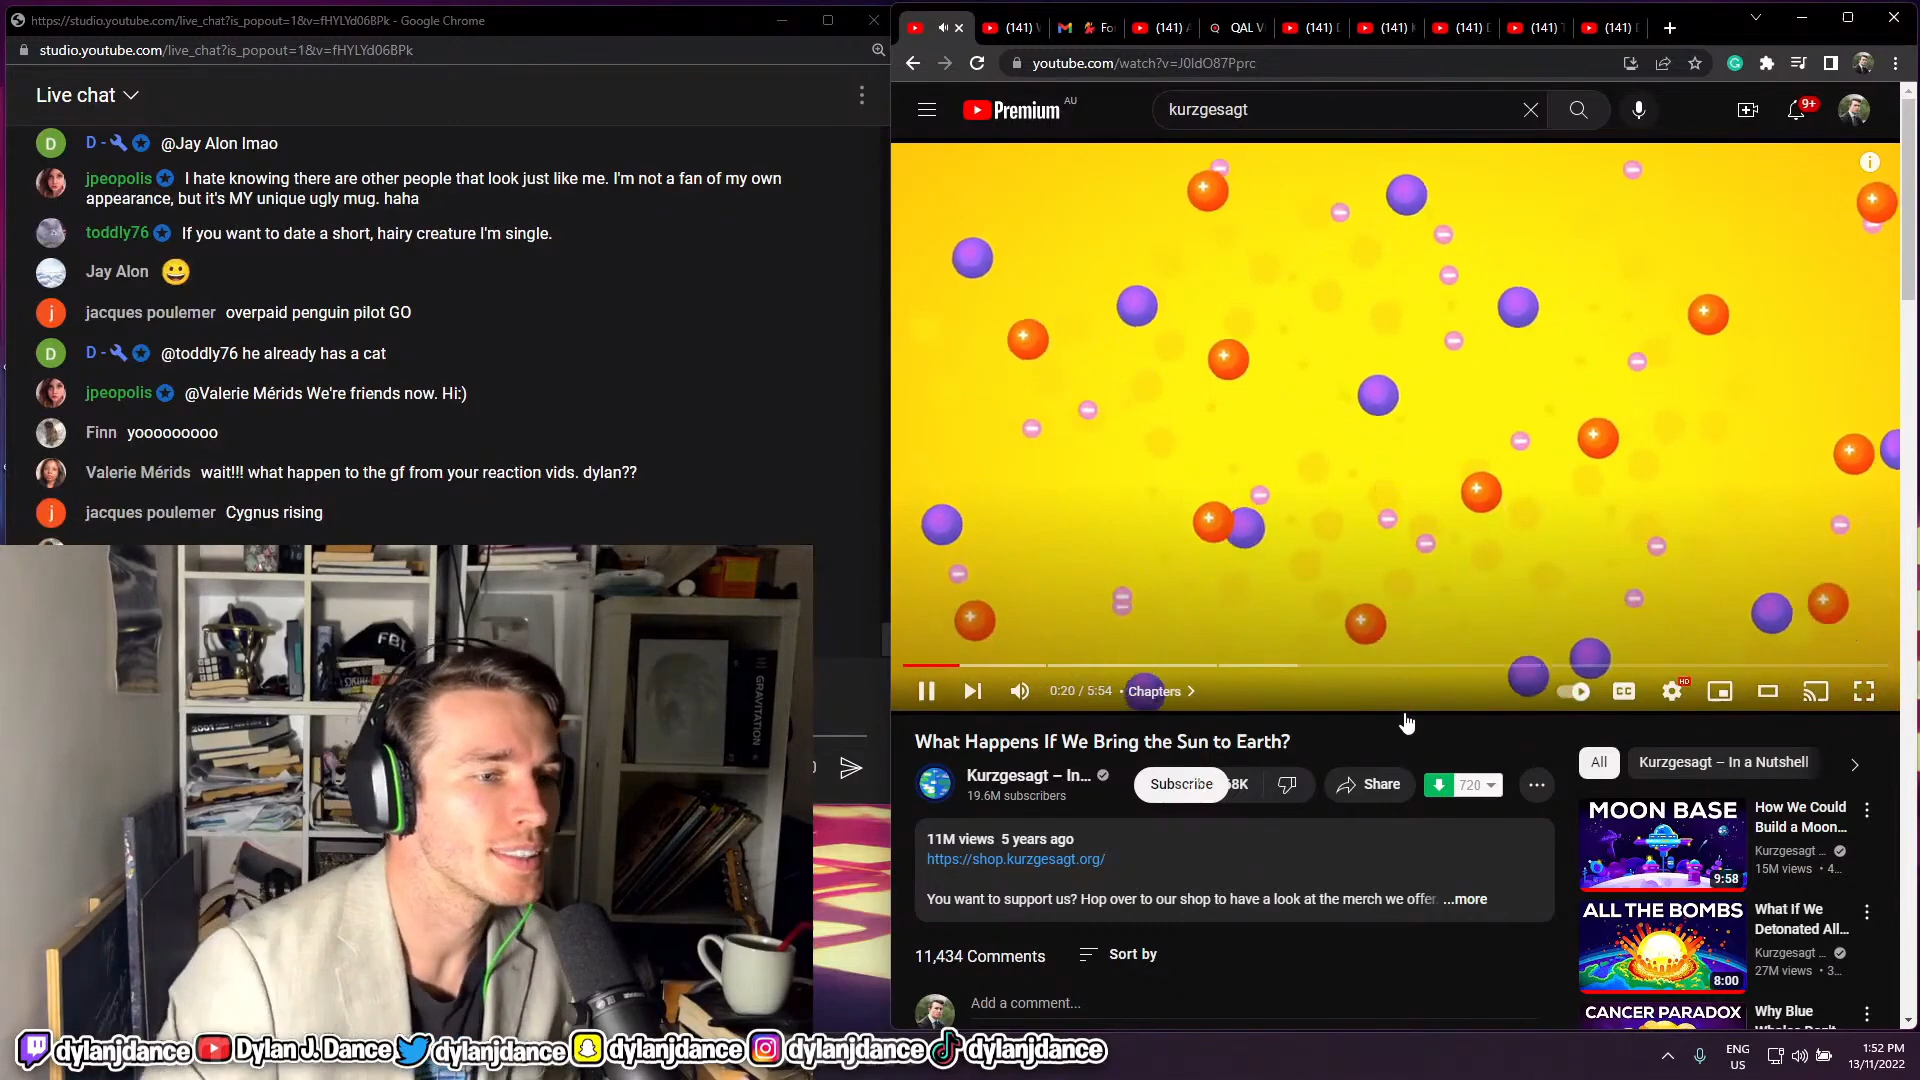 https://studio.youtube.com/live_chat?is_popout=1&v=fHYLYd06BPk - Google Chrome
studio.youtube.com/live_chat?is_popout=1&v=fHYLYd06BPk
Live chat
D - @Jay Alon lmao
jpeopolis I hate knowing there are other people that look just like me. I'm not a fan of my own
appearance, but it's MY unique ugly mug. haha
toddly76 If you want to date a short, hairy creature I'm single.
Jay Alon
jacques poulemer overpaid penguin pilot GO
D - @toddly76 he already has a cat
jpeopolis @Valerie Mérids We're friends now. Hi:)
Finn yooooooooo
Valerie Mérids wait!!! what happen to the gf from your reaction vids. dylan??
jacques poulemer Cygnus rising
(141) (141) QAL V (141) (141) (141) (141) (141)
youtube.com/watch?v=J0ldO87Pprc
Premium AU
kurzgesagt
9+
0:20 / 5:54 • Chapters
CC HD
What Happens If We Bring the Sun to Earth?
Kurzgesagt – In...
19.6M subscribers
Subscribe
Share
720
11M views 5 years ago
https://shop.kurzgesagt.org/
You want to support us? Hop over to our shop to have a look at the merch we offer. ...more
11,434 Comments
Sort by
Add a comment...
All
Kurzgesagt – In a Nutshell
MOON BASE
9:58
How We Could
Build a Moon...
Kurzgesagt ...
15M views • 4...
ALL THE BOMBS
8:00
What If We
Detonated All...
Kurzgesagt ...
27M views • 3...
CANCER PARADOX
Why Blue
FBI
2001
GRAVITATION
dylanjdance Dylan J. Dance dylanjdance dylanjdance dylanjdance dylanjdance
ENG
US
1:52 PM
13/11/2022